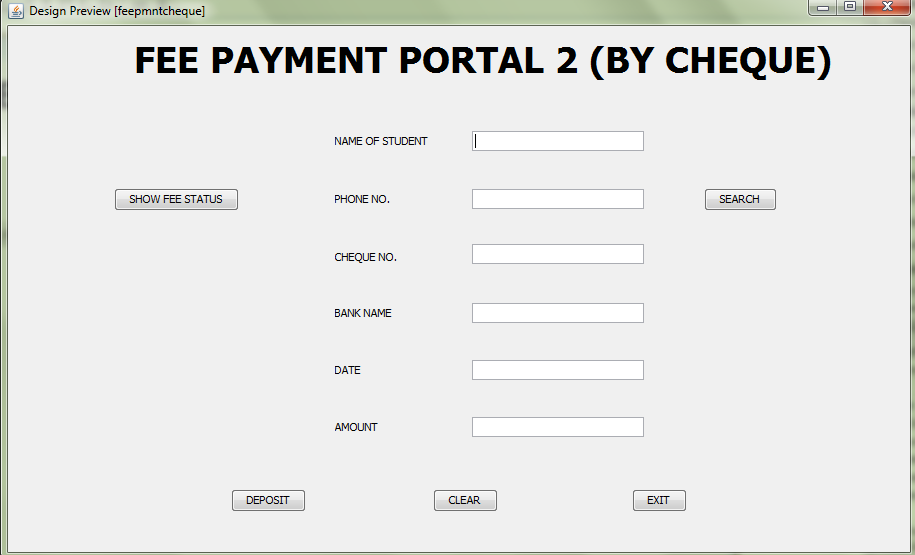 Design Preview [feepmntcheque]
FEE PAYMENT PORTAL 2 (BY CHEQUE)
NAME OF STUDENT
SHOW FEE STATUS
PHONE NO.
SEARCH
CHEQUE NO.
BANK NAME
DATE
AMOUNT
DEPOSIT
CLEAR
EXIT